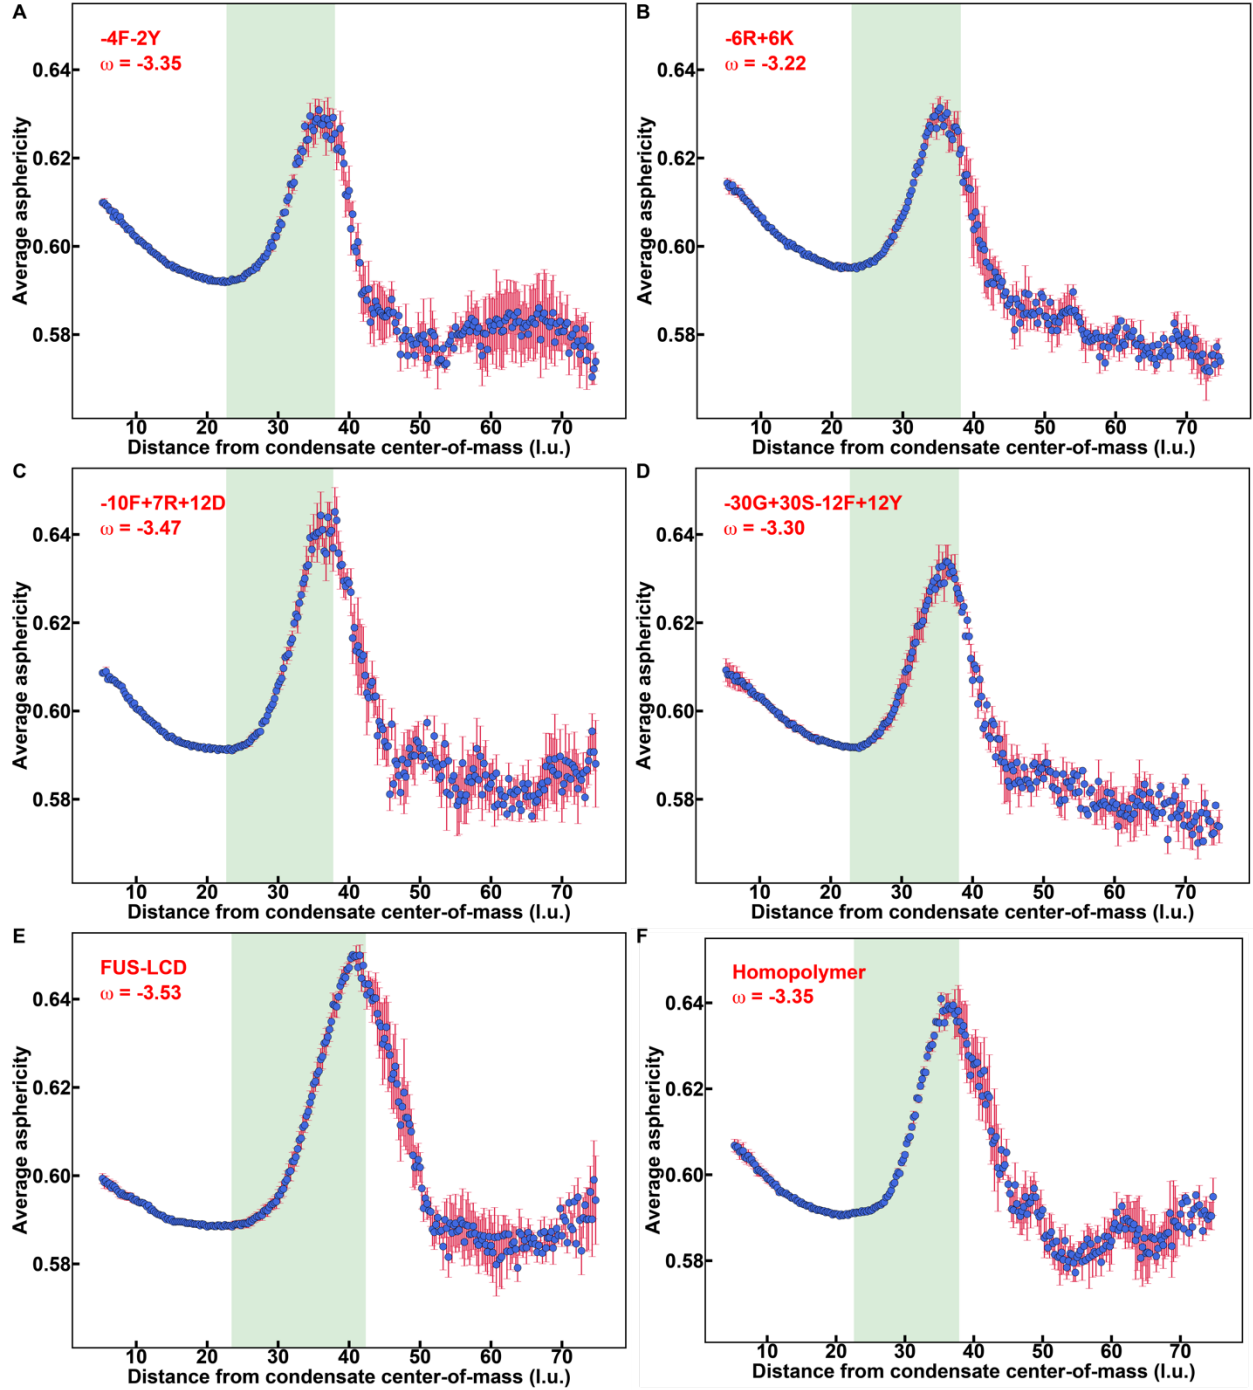 A
-4F-2Y
ω = -3.35
Average asphericity
0.64
0.62
0.60
0.58
10 20 30 40 50 60 70
Distance from condensate center-of-mass (l.u.)
B
-6R+6K
ω = -3.22
Average asphericity
0.64
0.62
0.60
0.58
10 20 30 40 50 60 70
Distance from condensate center-of-mass (l.u.)
C
-10F+7R+12D
ω = -3.47
Average asphericity
0.64
0.62
0.60
0.58
10 20 30 40 50 60 70
Distance from condensate center-of-mass (l.u.)
D
-30G+30S-12F+12Y
ω = -3.30
Average asphericity
0.64
0.62
0.60
0.58
10 20 30 40 50 60 70
Distance from condensate center-of-mass (l.u.)
E
FUS-LCD
ω = -3.53
Average asphericity
0.64
0.62
0.60
0.58
10 20 30 40 50 60 70
Distance from condensate center-of-mass (l.u.)
F
Homopolymer
ω = -3.35
Average asphericity
0.64
0.62
0.60
0.58
10 20 30 40 50 60 70
Distance from condensate center-of-mass (l.u.)